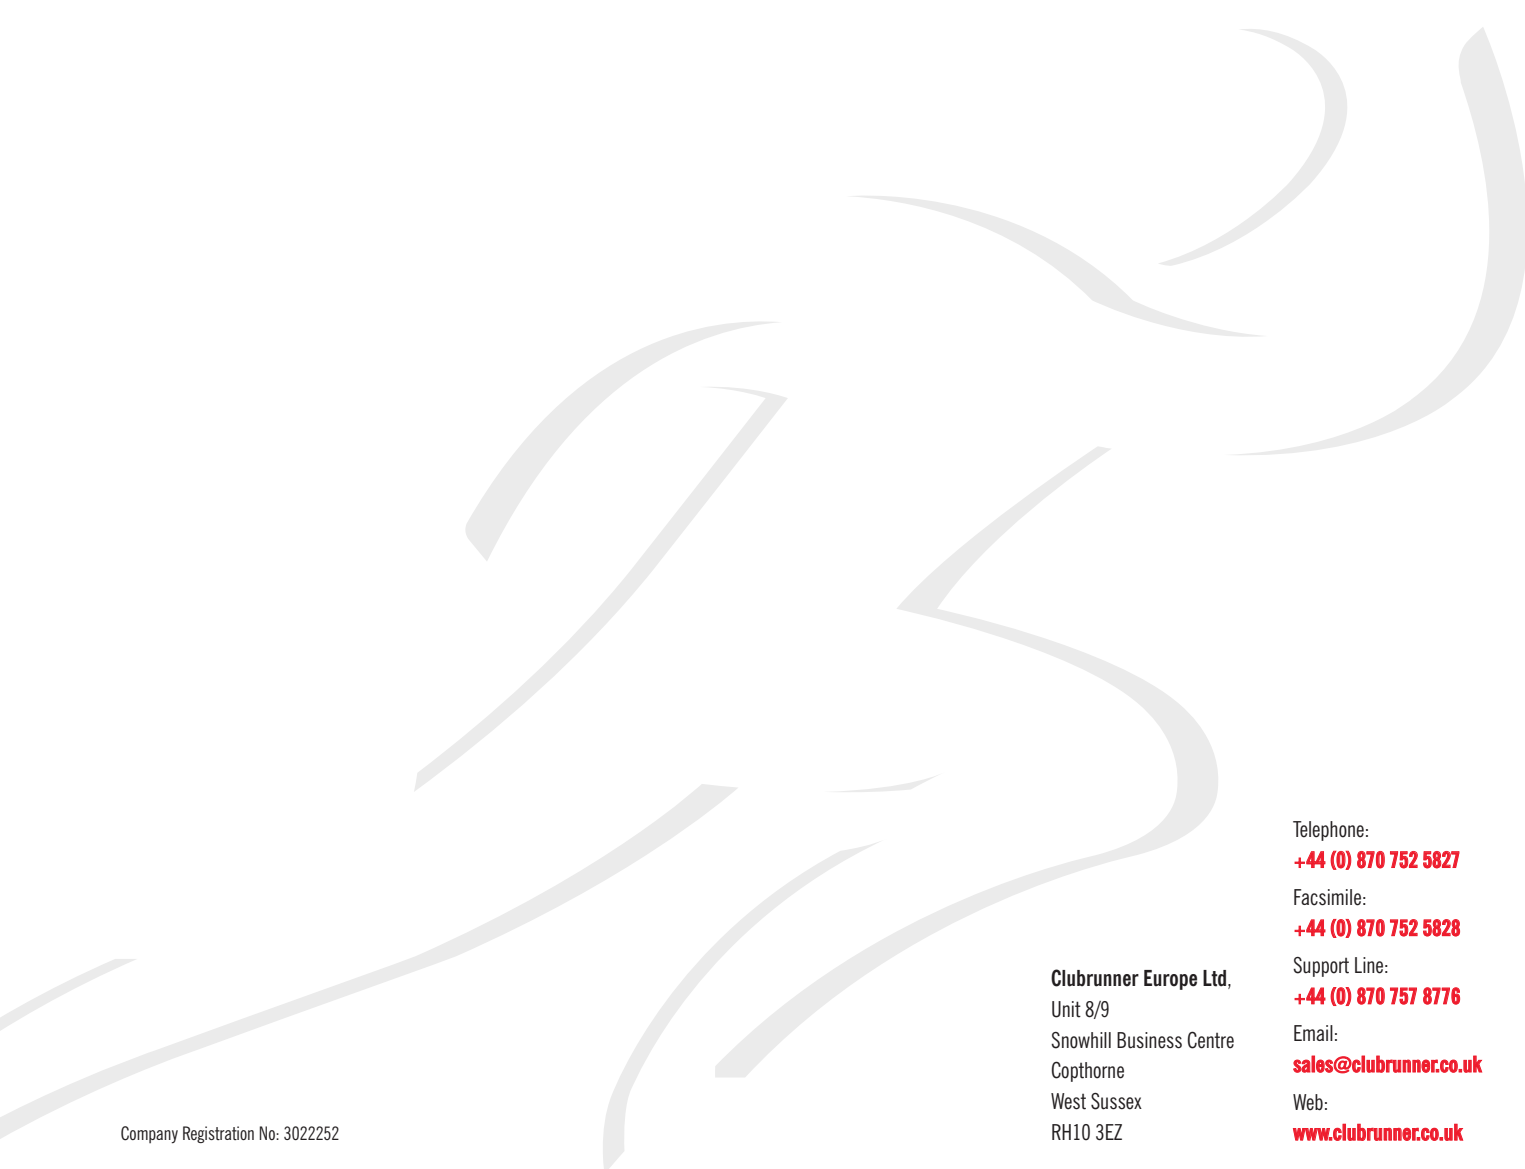 Clubrunner Europe Ltd,
Unit 8/9
Snowhill Business Centre
Copthorne
West Sussex
RH10 3EZ
Telephone:
+44 (0) 870 752 5827
Facsimile:
+44 (0) 870 752 5828
Support Line:
+44 (0) 870 757 8776
Email:
sales@clubrunner.co.uk
Web:
www.clubrunner.co.uk
Company Registration No: 3022252